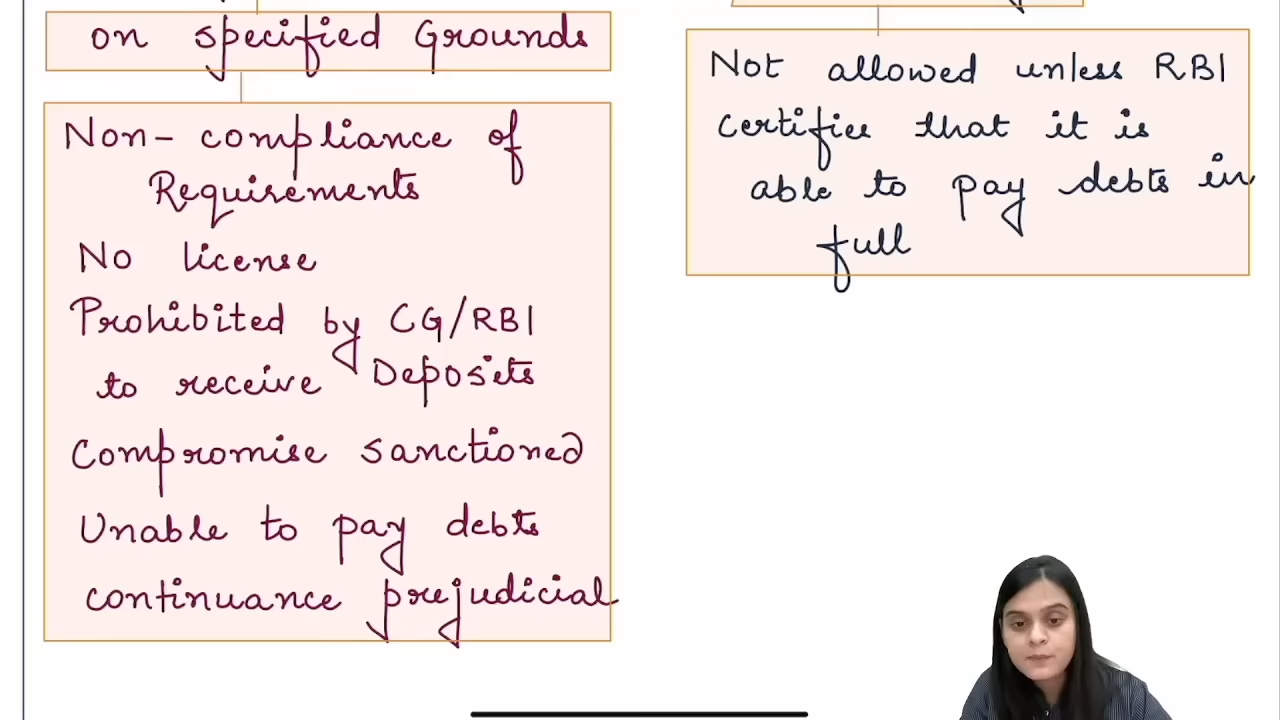 on specified Grounds
Non-compliance of
Requirements
No license
Prohibited by CG/RBI
to receive Deposits
Compromise sanctioned
Unable to pay debts
continuance prejudicial
Not allowed unless RBI
certifies that it is
able to pay debts in
full